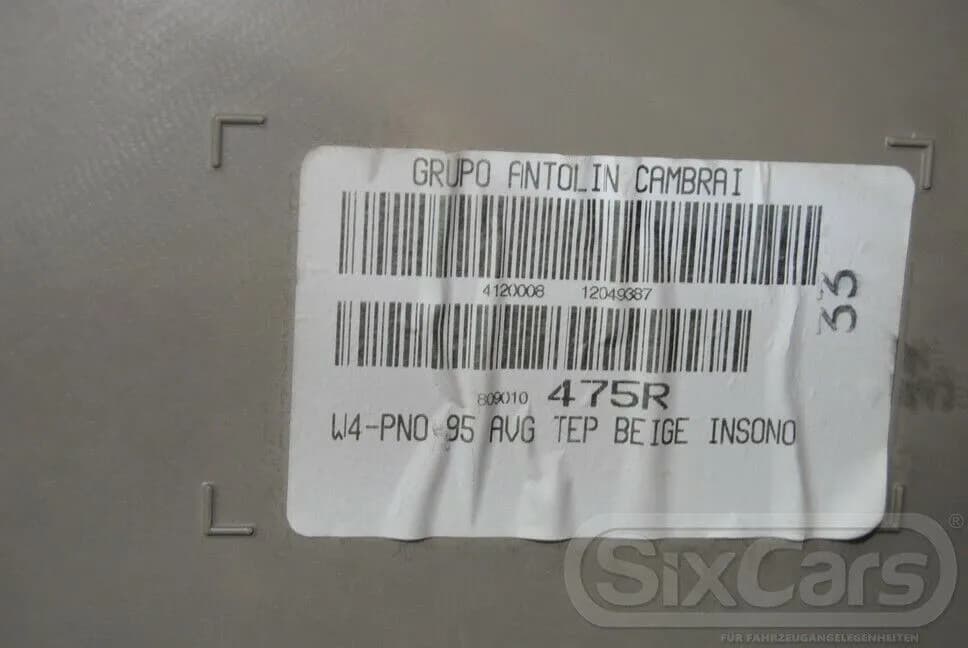 GRUPO ANTOLIN CAMBRAI
4120008 12049387
33
809010 475R
W4-PNO 95 AVG TEP BEIGE INSONO
SixCars®
FÜR FAHRZEUGANGELEGENHEITEN